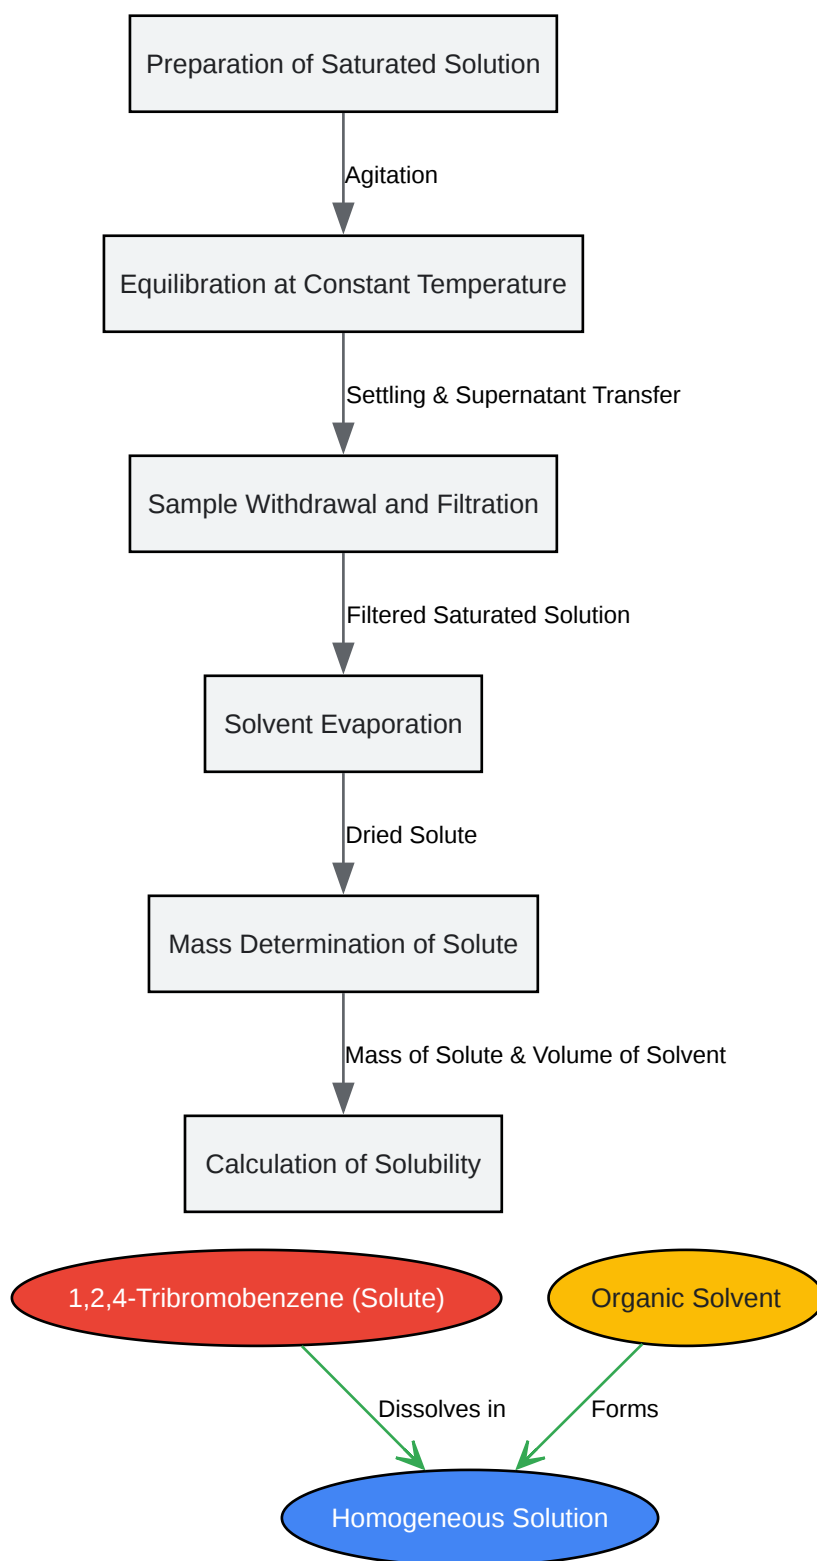 Preparation of Saturated Solution
Agitation
Equilibration at Constant Temperature
Settling & Supernatant Transfer
Sample Withdrawal and Filtration
Filtered Saturated Solution
Solvent Evaporation
Dried Solute
Mass Determination of Solute
Mass of Solute & Volume of Solvent
Calculation of Solubility
1,2,4-Tribromobenzene (Solute)
Organic Solvent
Dissolves in
Forms
Homogeneous Solution